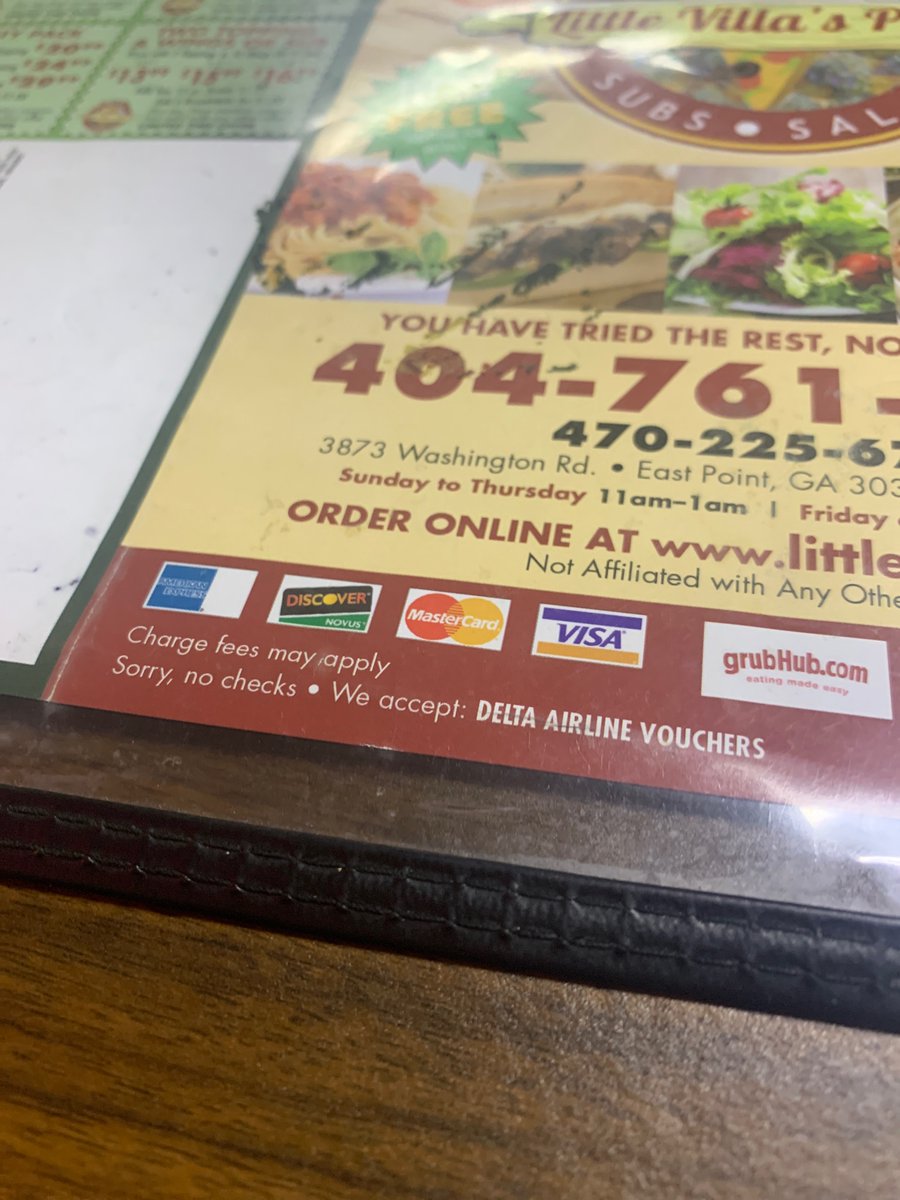 Little Villa's P
SUBS • SAL
FREE
YOU HAVE TRIED THE REST, NO
404-761-
470-225-67
3873 Washington Rd. • East Point, GA 303
Sunday to Thursday 11am–1am | Friday
ORDER ONLINE AT www.little
Not Affiliated with Any Othe
AMERICAN EXPRESS
DISCOVER
NOVUS
MasterCard
VISA
grubHub.com
eating made easy
Charge fees may apply
Sorry, no checks • We accept: DELTA AIRLINE VOUCHERS